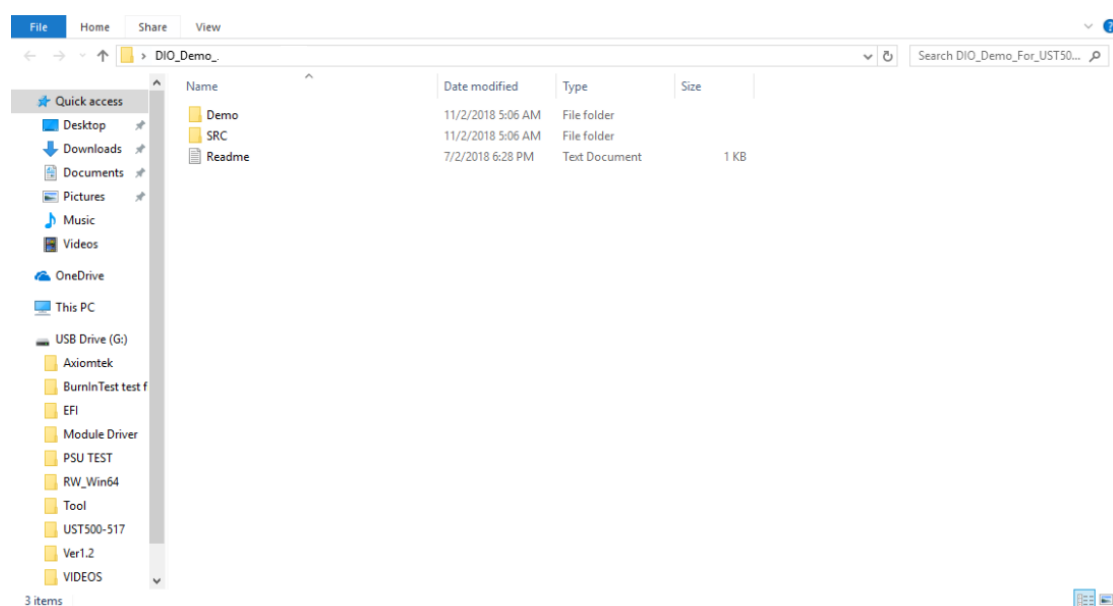 File Home Share View
DIO_Demo_.
Search DIO_Demo_For_UST50...
Name Date modified Type Size
Quick access
Desktop
Downloads
Documents
Pictures
Music
Videos
OneDrive
This PC
USB Drive (G:)
Axiomtek
BurnInTest test f
EFI
Module Driver
PSU TEST
RW_Win64
Tool
UST500-517
Ver1.2
VIDEOS
Demo 11/2/2018 5:06 AM File folder
SRC 11/2/2018 5:06 AM File folder
Readme 7/2/2018 6:28 PM Text Document 1 KB
3 items